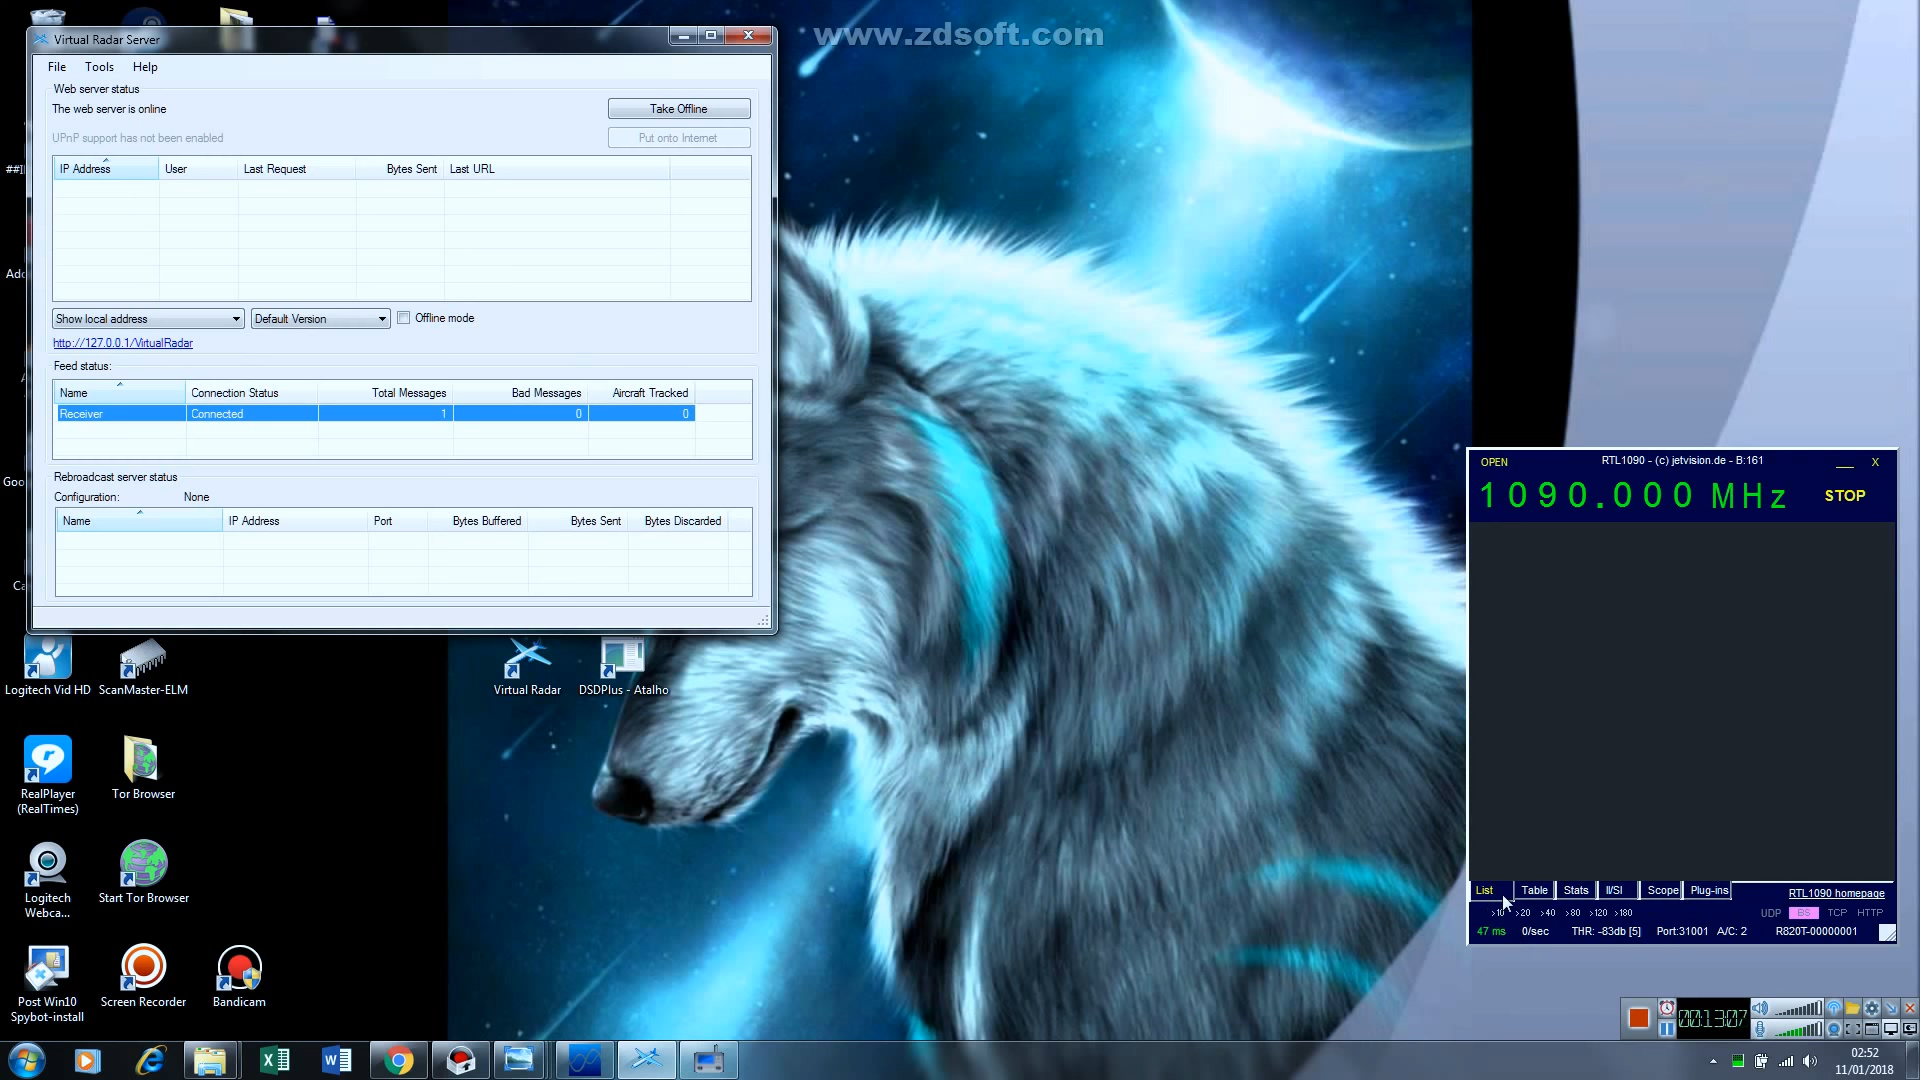 www.zdsoft.com
Virtual Radar Server
File Tools Help
Web server status
The web server is online
Take Offline
UPnP support has not been enabled
Put onto Internet
IP Address User Last Request Bytes Sent Last URL
Show local address Default Version Offline mode
http://127.0.0.1/VirtualRadar
Feed status:
Name Connection Status Total Messages Bad Messages Aircraft Tracked
Receiver Connected 1 0 0
Rebroadcast server status
Configuration: None
Name IP Address Port Bytes Buffered Bytes Sent Bytes Discarded
OPEN RTL1090 - (c) jetvision.de - B:161 X
1090.000 MHz STOP
List Table Stats II/SI Scope Plug-ins RTL1090 homepage
>10 >20 >40 >80 >120 >180 UDP BS TCP HTTP
47 ms 0/sec THR: -83db [5] Port:31001 A/C: 2 R820T-00000001
Logitech Vid HD
ScanMaster-ELM
Virtual Radar
DSDPlus - Atalho
RealPlayer
(RealTimes)
Tor Browser
Logitech
Webca...
Start Tor Browser
Post Win10
Spybot-install
Screen Recorder
Bandicam
00:13:07
02:52
11/01/2018